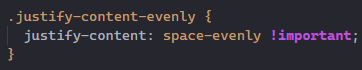 .justify-content-evenly {
  justify-content: space-evenly !important;
}